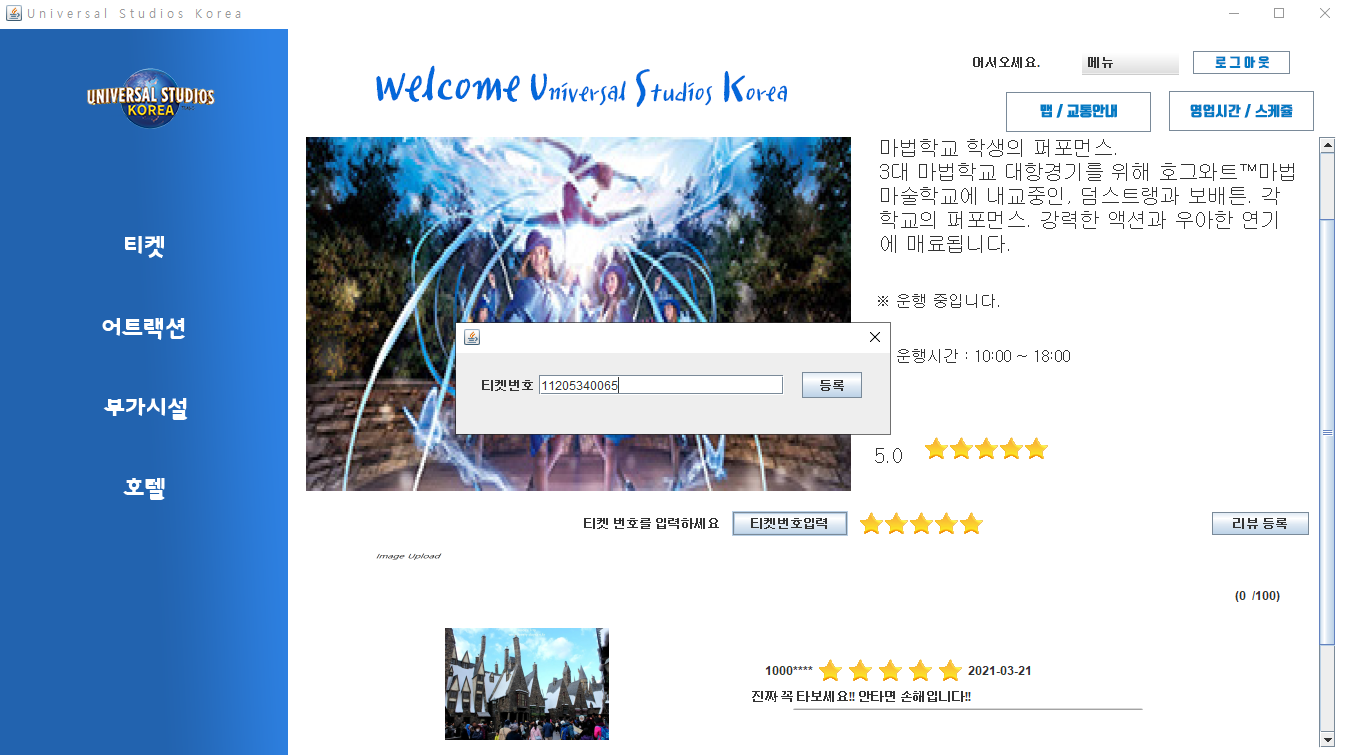 Universal Studios Korea
UNIVERSAL STUDIOS
KOREA
티켓
어트랙션
부가시설
호텔
Welcome Universal Studios Korea
어서오세요.
메뉴
로그아웃
맵 / 교통안내
영업시간 / 스케줄
마법학교 학생의 퍼포먼스.
3대 마법학교 대항경기를 위해 호그와트™마법
마술학교에 내교중인, 덤스트랭과 보배튼. 각
학교의 퍼포먼스. 강력한 액션과 우아한 연기
에 매료됩니다.
※ 운행 중입니다.
운행시간 : 10:00 ~ 18:00
티켓번호
11205340065
등록
5.0
티켓 번호를 입력하세요
티켓번호입력
리뷰 등록
Image Upload
(0 /100)
1000****
2021-03-21
진짜 꼭 타보세요!! 안타면 손해입니다!!